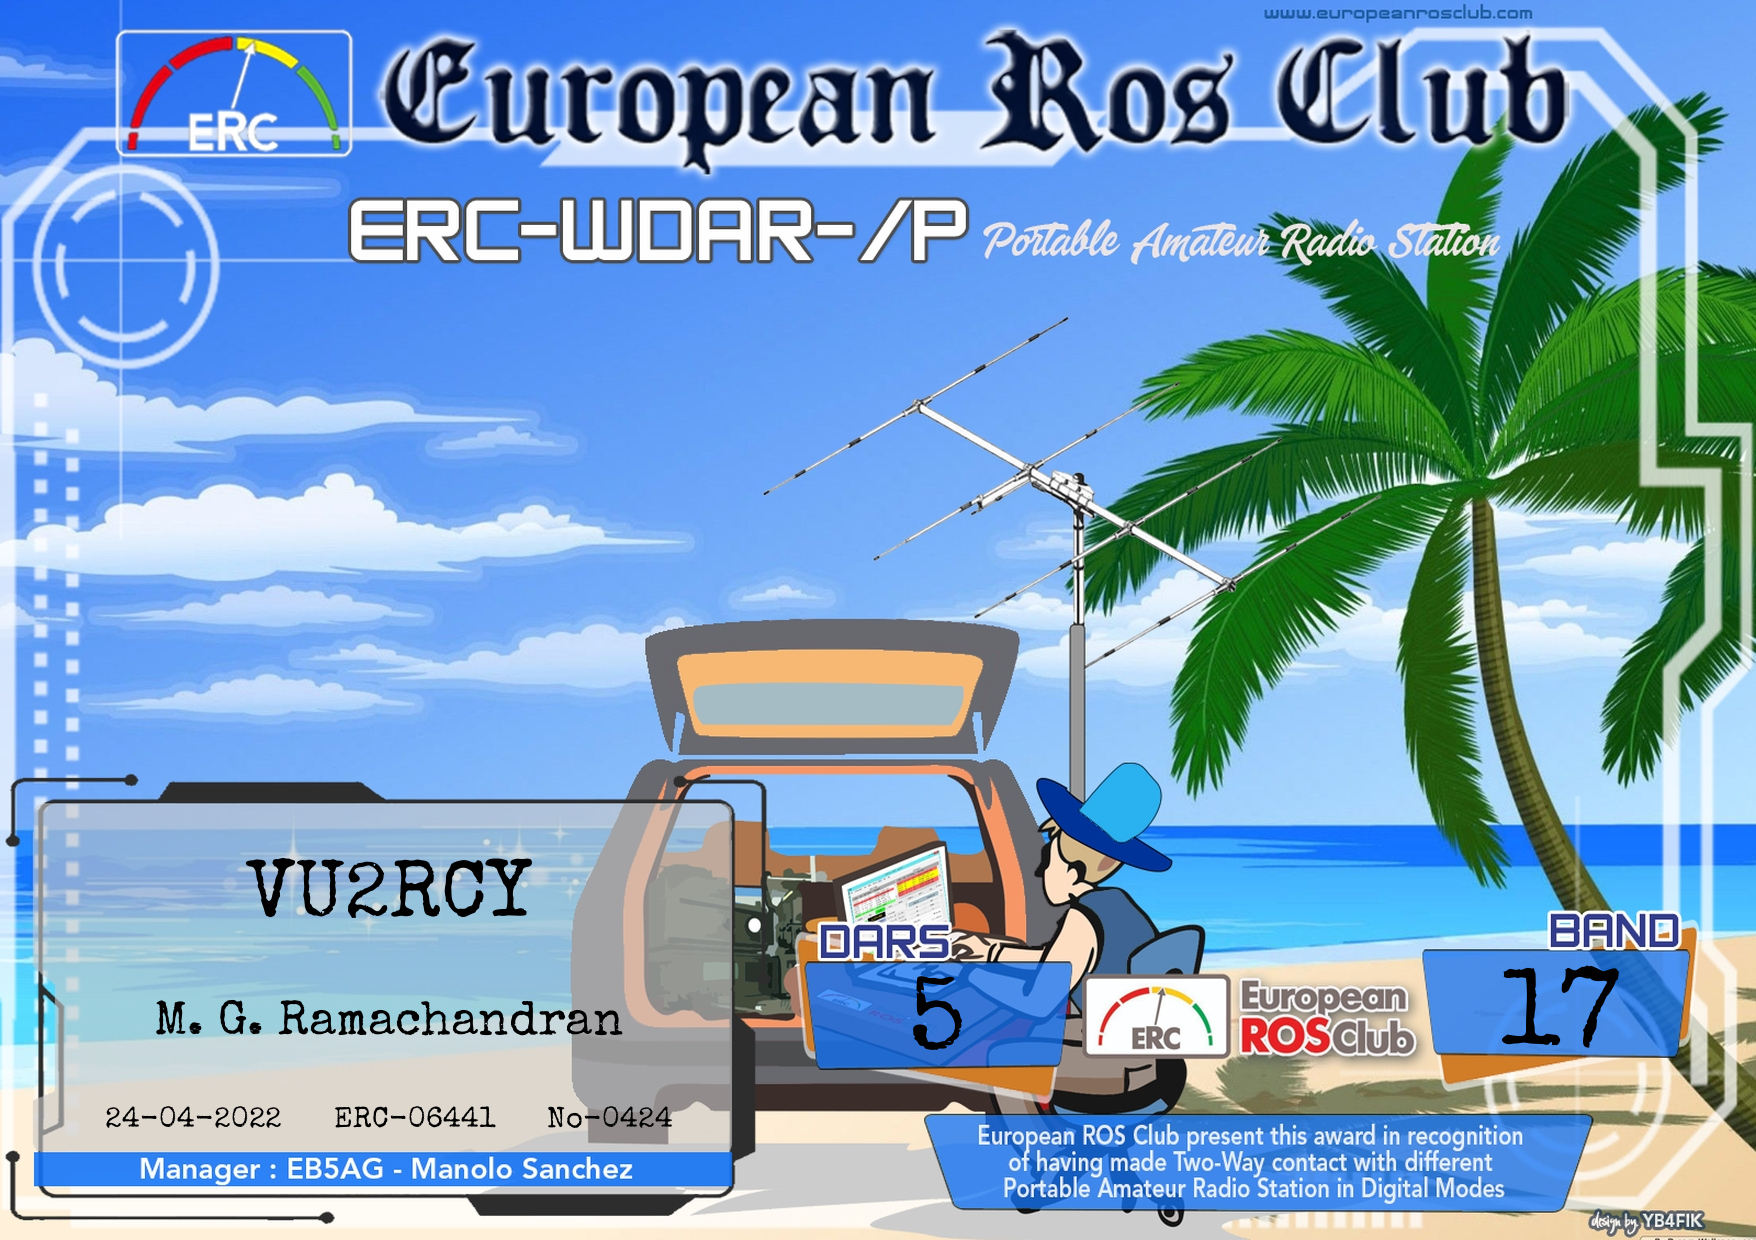 www.europeanrosclub.com
ERC
European Ros Club
ERC-WDAR-/P Portable Amateur Radio Station
VU2RCY
M. G. Ramachandran
24-04-2022 ERC-06441 No-0424
Manager : EB5AG - Manolo Sanchez
DARS
5
ERC
European
ROS Club
BAND
17
European ROS Club present this award in recognition
of having made Two-Way contact with different
Portable Amateur Radio Station in Digital Modes
design by YB4FIK